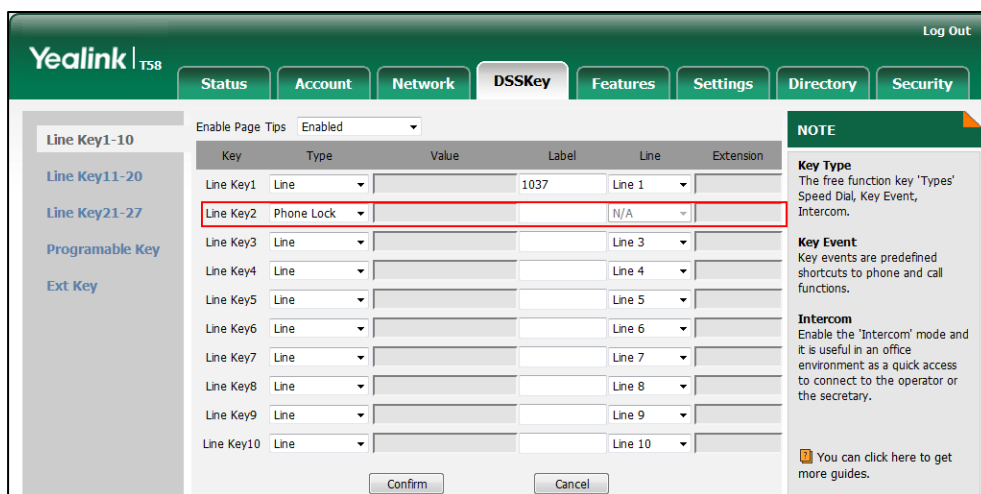 Log Out
Yealink T58
Status Account Network DSSKey Features Settings Directory Security
Line Key1-10
Line Key11-20
Line Key21-27
Programable Key
Ext Key
Enable Page Tips Enabled
Key Type Value Label Line Extension
Line Key1 Line 1037 Line 1
Line Key2 Phone Lock N/A
Line Key3 Line Line 3
Line Key4 Line Line 4
Line Key5 Line Line 5
Line Key6 Line Line 6
Line Key7 Line Line 7
Line Key8 Line Line 8
Line Key9 Line Line 9
Line Key10 Line Line 10
Confirm Cancel
NOTE
Key Type
The free function key 'Types'
Speed Dial, Key Event,
Intercom.
Key Event
Key events are predefined
shortcuts to phone and call
functions.
Intercom
Enable the 'Intercom' mode and
it is useful in an office
environment as a quick access
to connect to the operator or
the secretary.
You can click here to get
more guides.